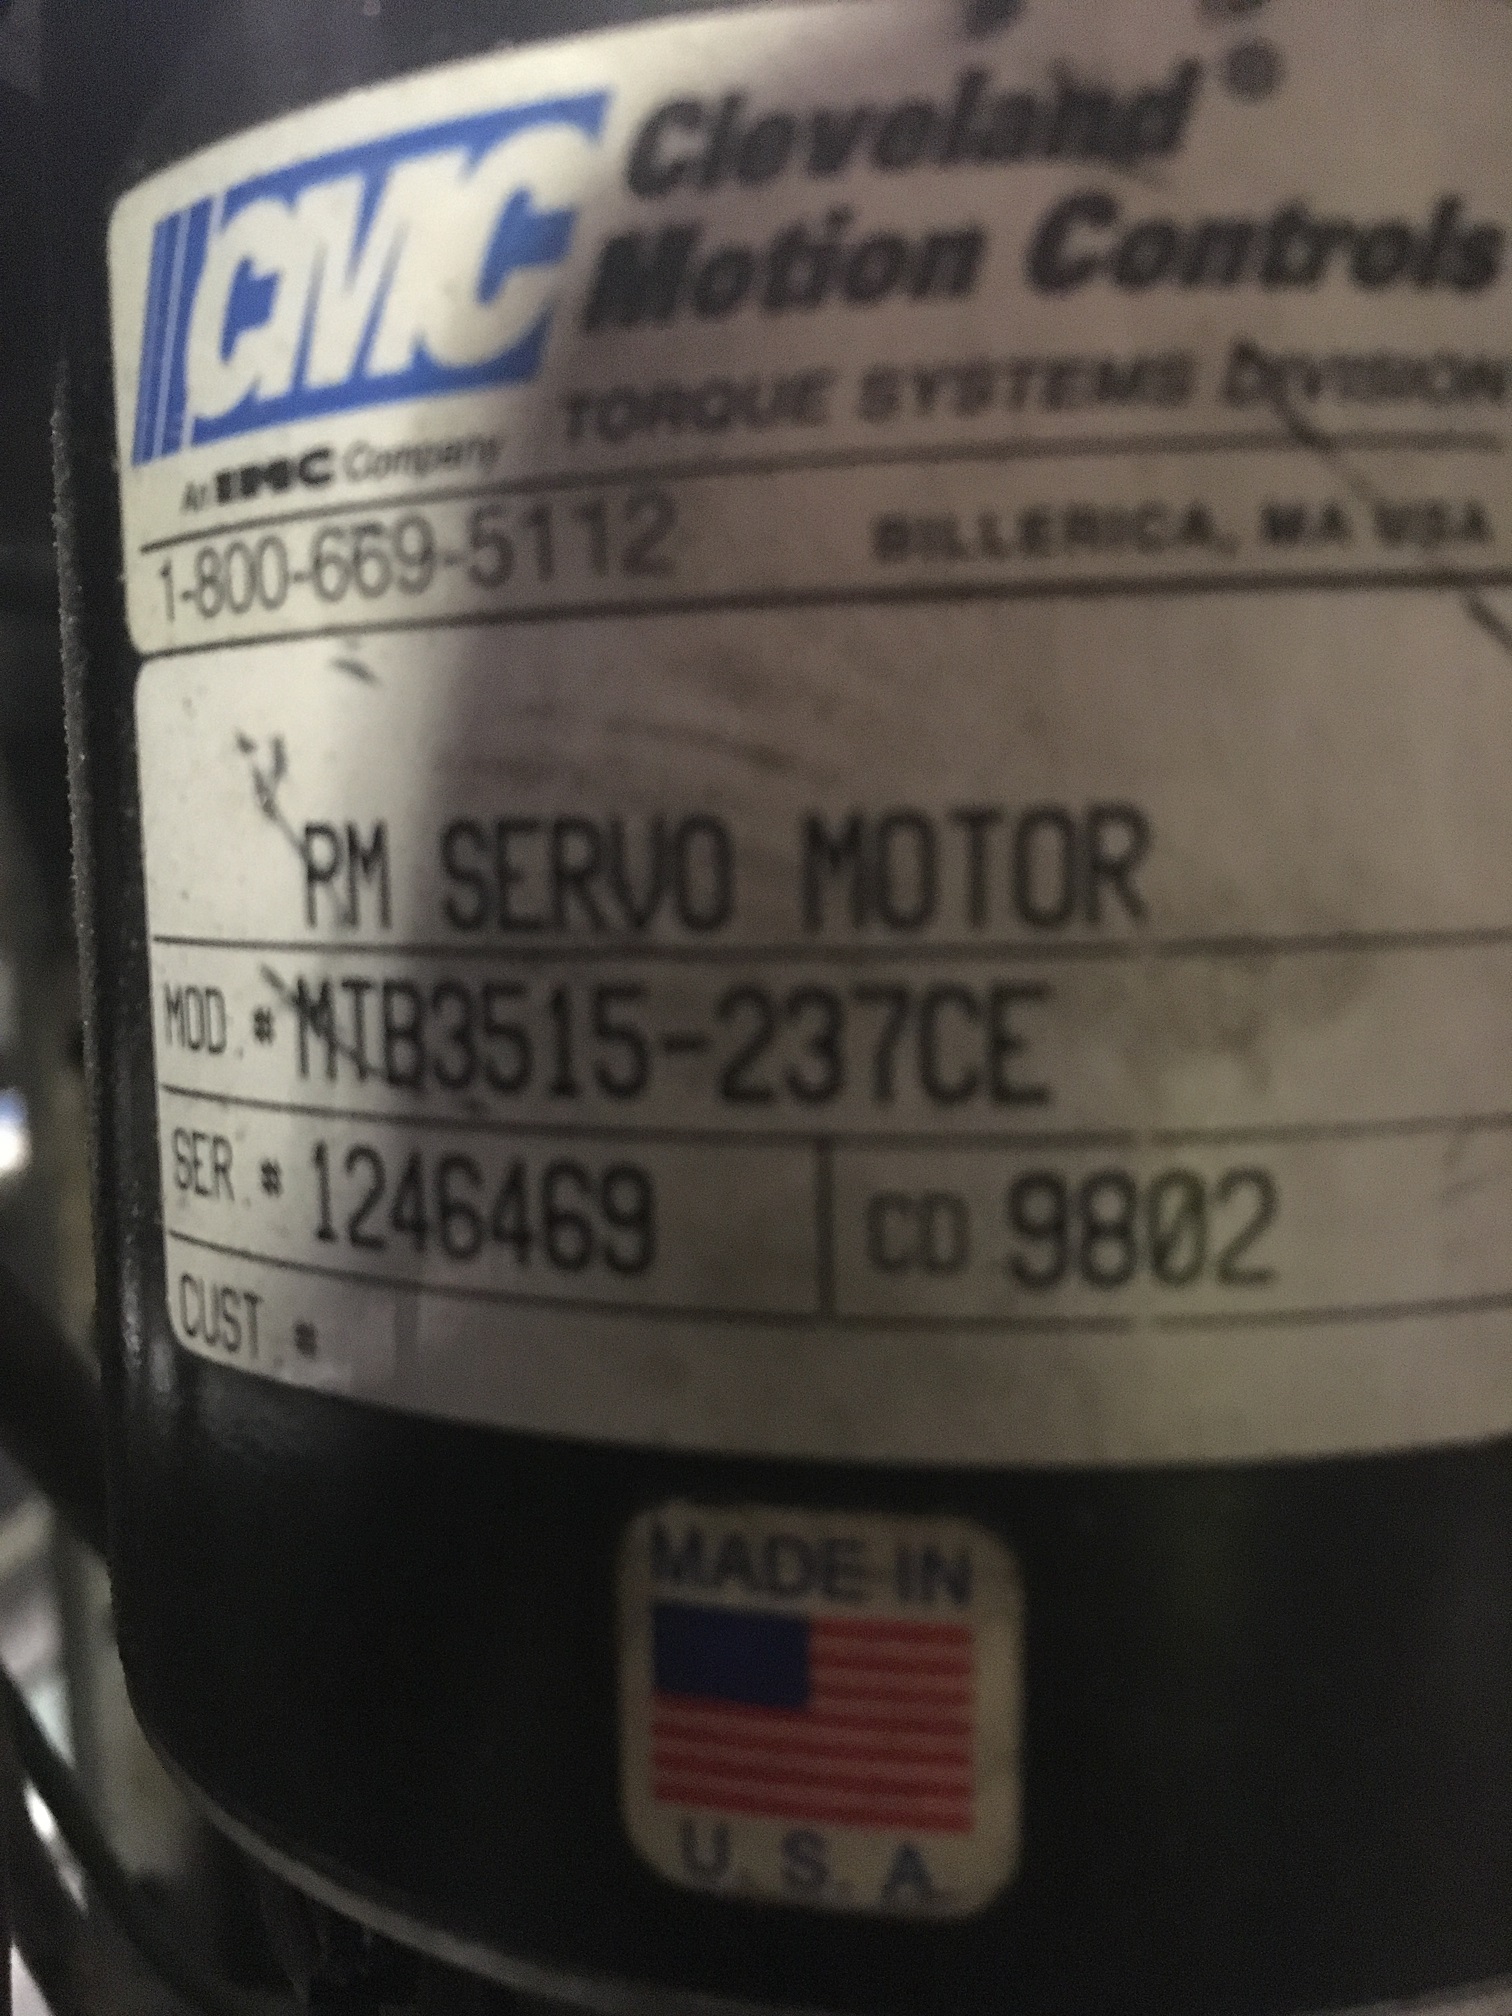 CMC
Cleveland
Motion Controls
TORQUE SYSTEMS DIVISION
An EPEC Company
1-800-669-5112 BILLERICA, MA USA
PM SERVO MOTOR
MOD.# MTB3515-237CE
SER.# 1246469 CD 9802
CUST.#
MADE IN
U.S.A.